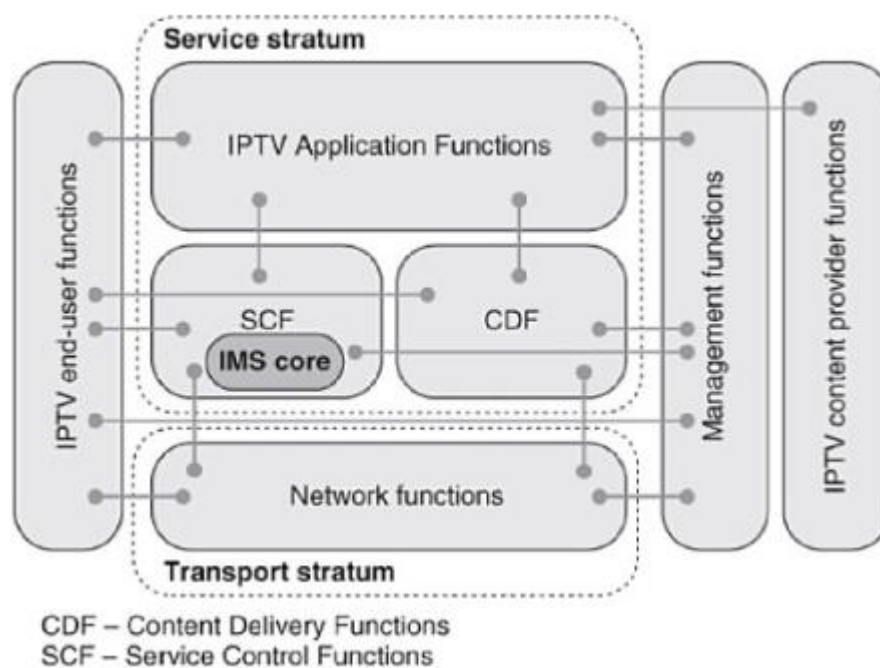 Service stratum
IPTV Application Functions
IPTV end-user functions
SCF
IMS core
CDF
Management functions
IPTV content provider functions
Network functions
Transport stratum
CDF – Content Delivery Functions
SCF – Service Control Functions